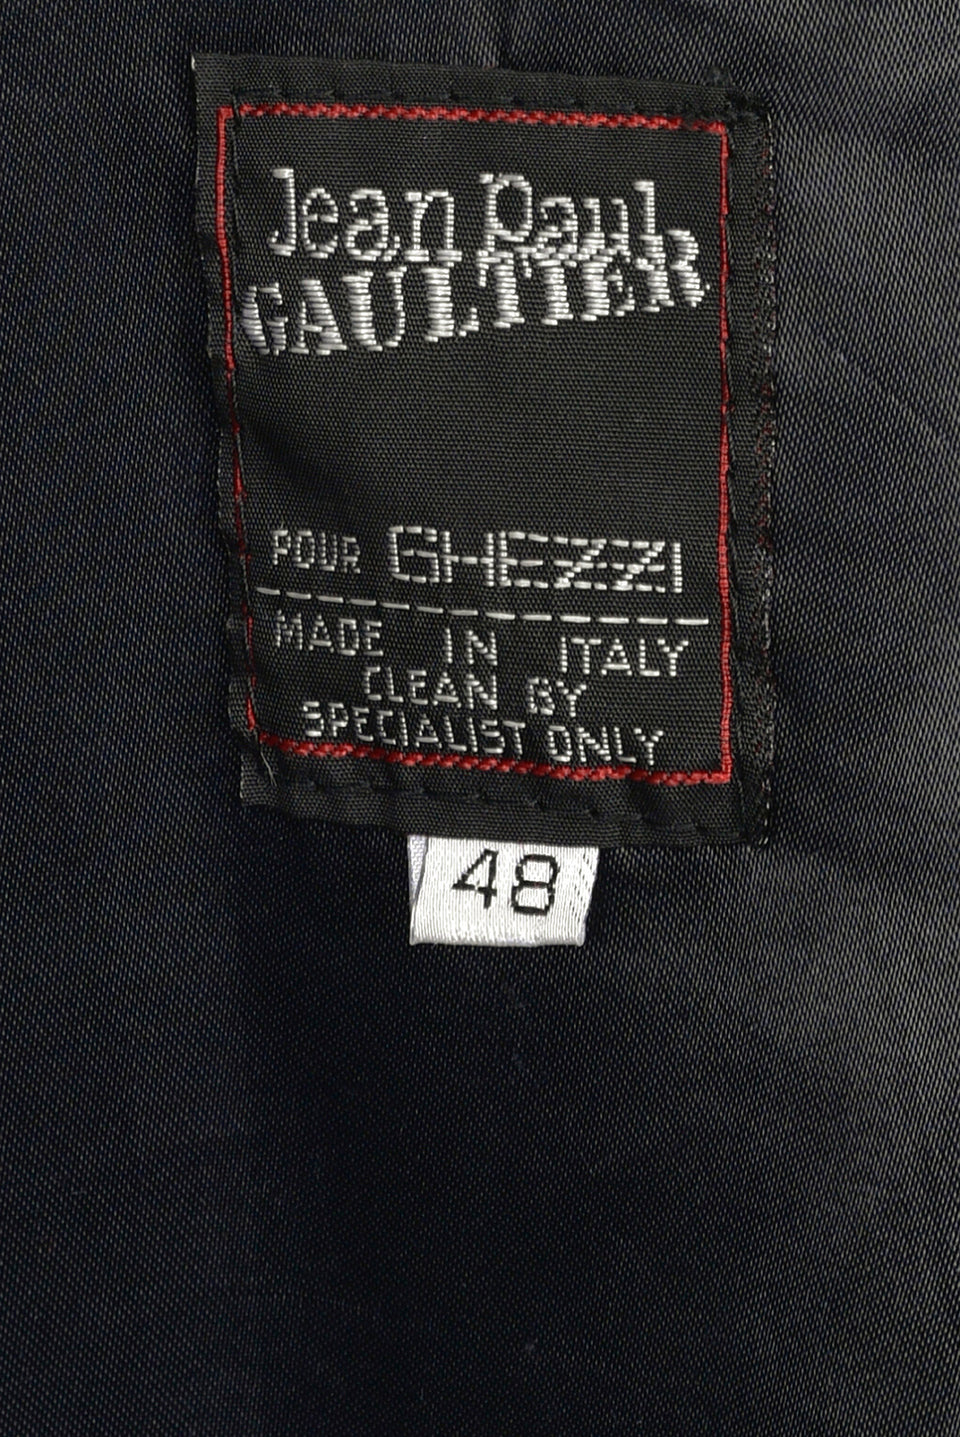 Jean Paul
GAULTIER
POUR GHEZZI
MADE IN ITALY
CLEAN BY
SPECIALIST ONLY
48